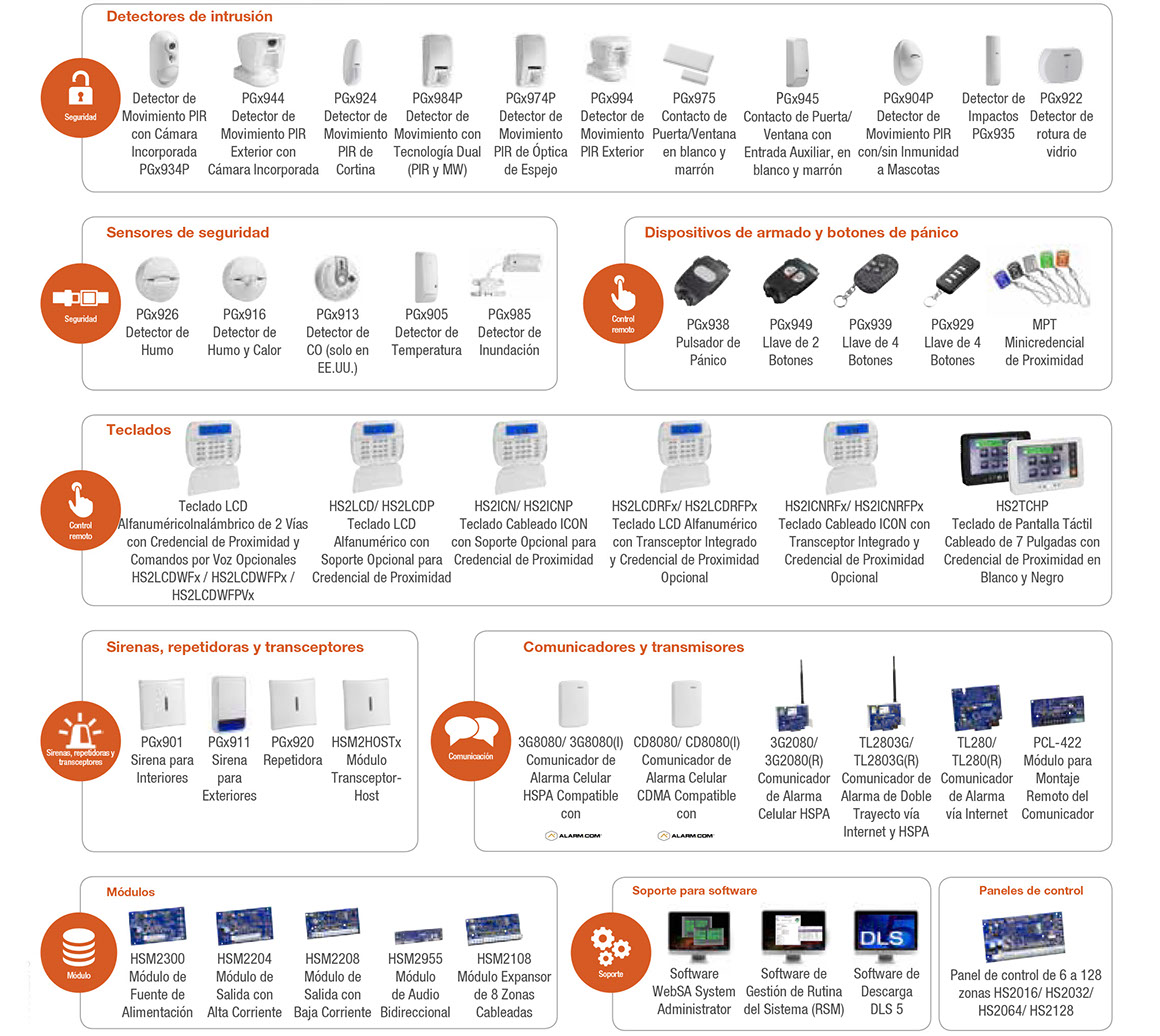 Detectores de intrusión
Seguridad
Detector de
Movimiento PIR
con Cámara
Incorporada
PGx934P
PGx944
Detector de
Movimiento PIR
Exterior con
Cámara Incorporada
PGx924
Detector de
Movimiento
PIR de
Cortina
PGx984P
Detector de
Movimiento con
Tecnología Dual
(PIR y MW)
PGx974P
Detector de
Movimiento
PIR de Óptica
de Espejo
PGx994
Detector de
Movimiento
PIR Exterior
PGx975
Contacto de
Puerta/Ventana
en blanco y
marrón
PGx945
Contacto de Puerta/
Ventana con
Entrada Auxiliar, en
blanco y marrón
PGx904P
Detector de
Movimiento PIR
con/sin Inmunidad
a Mascotas
Detector de
Impactos
PGx935
PGx922
Detector de
rotura de
vidrio
Sensores de seguridad
Seguridad
PGx926
Detector de
Humo
PGx916
Detector de
Humo y Calor
PGx913
Detector de
CO (solo en
EE.UU.)
PGx905
Detector de
Temperatura
PGx985
Detector de
Inundación
Dispositivos de armado y botones de pánico
Control
remoto
PGx938
Pulsador de
Pánico
PGx949
Llave de 2
Botones
PGx939
Llave de 4
Botones
PGx929
Llave de 4
Botones
MPT
Minicredencial
de Proximidad
Teclados
Control
remoto
Teclado LCD
AlfanuméricoInalámbrico de 2 Vías
con Credencial de Proximidad y
Comandos por Voz Opcionales
HS2LCDWFx / HS2LCDWFPx /
HS2LCDWFPVx
HS2LCD/ HS2LCDP
Teclado LCD
Alfanumérico con
Soporte Opcional para
Credencial de Proximidad
HS2ICN/ HS2ICNP
Teclado Cableado ICON
con Soporte Opcional para
Credencial de Proximidad
HS2LCDRFx/ HS2LCDRFPx
Teclado LCD Alfanumérico
con Transceptor Integrado
y Credencial de Proximidad
Opcional
HS2ICNRFx/ HS2ICNRFPx
Teclado Cableado ICON con
Transceptor Integrado y
Credencial de Proximidad
Opcional
HS2TCHP
Teclado de Pantalla Táctil
Cableado de 7 Pulgadas con
Credencial de Proximidad en
Blanco y Negro
Sirenas, repetidoras y transceptores
Sirenas, repetidoras y
transceptores
PGx901
Sirena para
Interiores
PGx911
Sirena
para
Exteriores
PGx920
Repetidora
HSM2HOSTx
Módulo
Transceptor-
Host
Comunicadores y transmisores
Comunicación
3G8080/ 3G8080(I)
Comunicador de
Alarma Celular
HSPA Compatible
con
ALARM.COM
CD8080/ CD8080(I)
Comunicador de
Alarma Celular
CDMA Compatible
con
ALARM.COM
3G2080/
3G2080(R)
Comunicador
de Alarma
Celular HSPA
TL2803G/
TL2803G(R)
Comunicador de
Alarma de Doble
Trayecto vía
Internet y HSPA
TL280/
TL280(R)
Comunicador
de Alarma
vía Internet
PCL-422
Módulo para
Montaje
Remoto del
Comunicador
Módulos
Módulo
HSM2300
Módulo de
Fuente de
Alimentación
HSM2204
Módulo de
Salida con
Alta Corriente
HSM2208
Módulo de
Salida con
Baja Corriente
HSM2955
Módulo
de Audio
Bidireccional
HSM2108
Módulo Expansor
de 8 Zonas
Cableadas
Soporte para software
Soporte
Software
WebSA System
Administrator
Software de
Gestión de Rutina
del Sistema (RSM)
DLS
Software de
Descarga
DLS 5
Paneles de control
Panel de control de 6 a 128
zonas HS2016/ HS2032/
HS2064/ HS2128